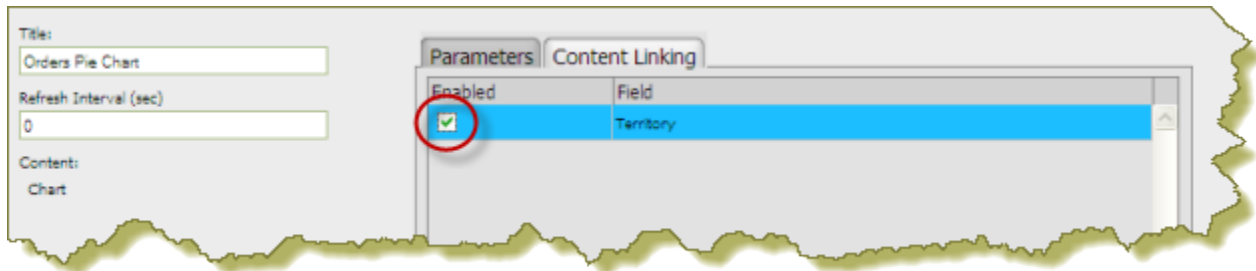 Title:
Orders Pie Chart
Refresh Interval (sec)
0
Content:
Chart
Parameters Content Linking
Enabled Field
Territory